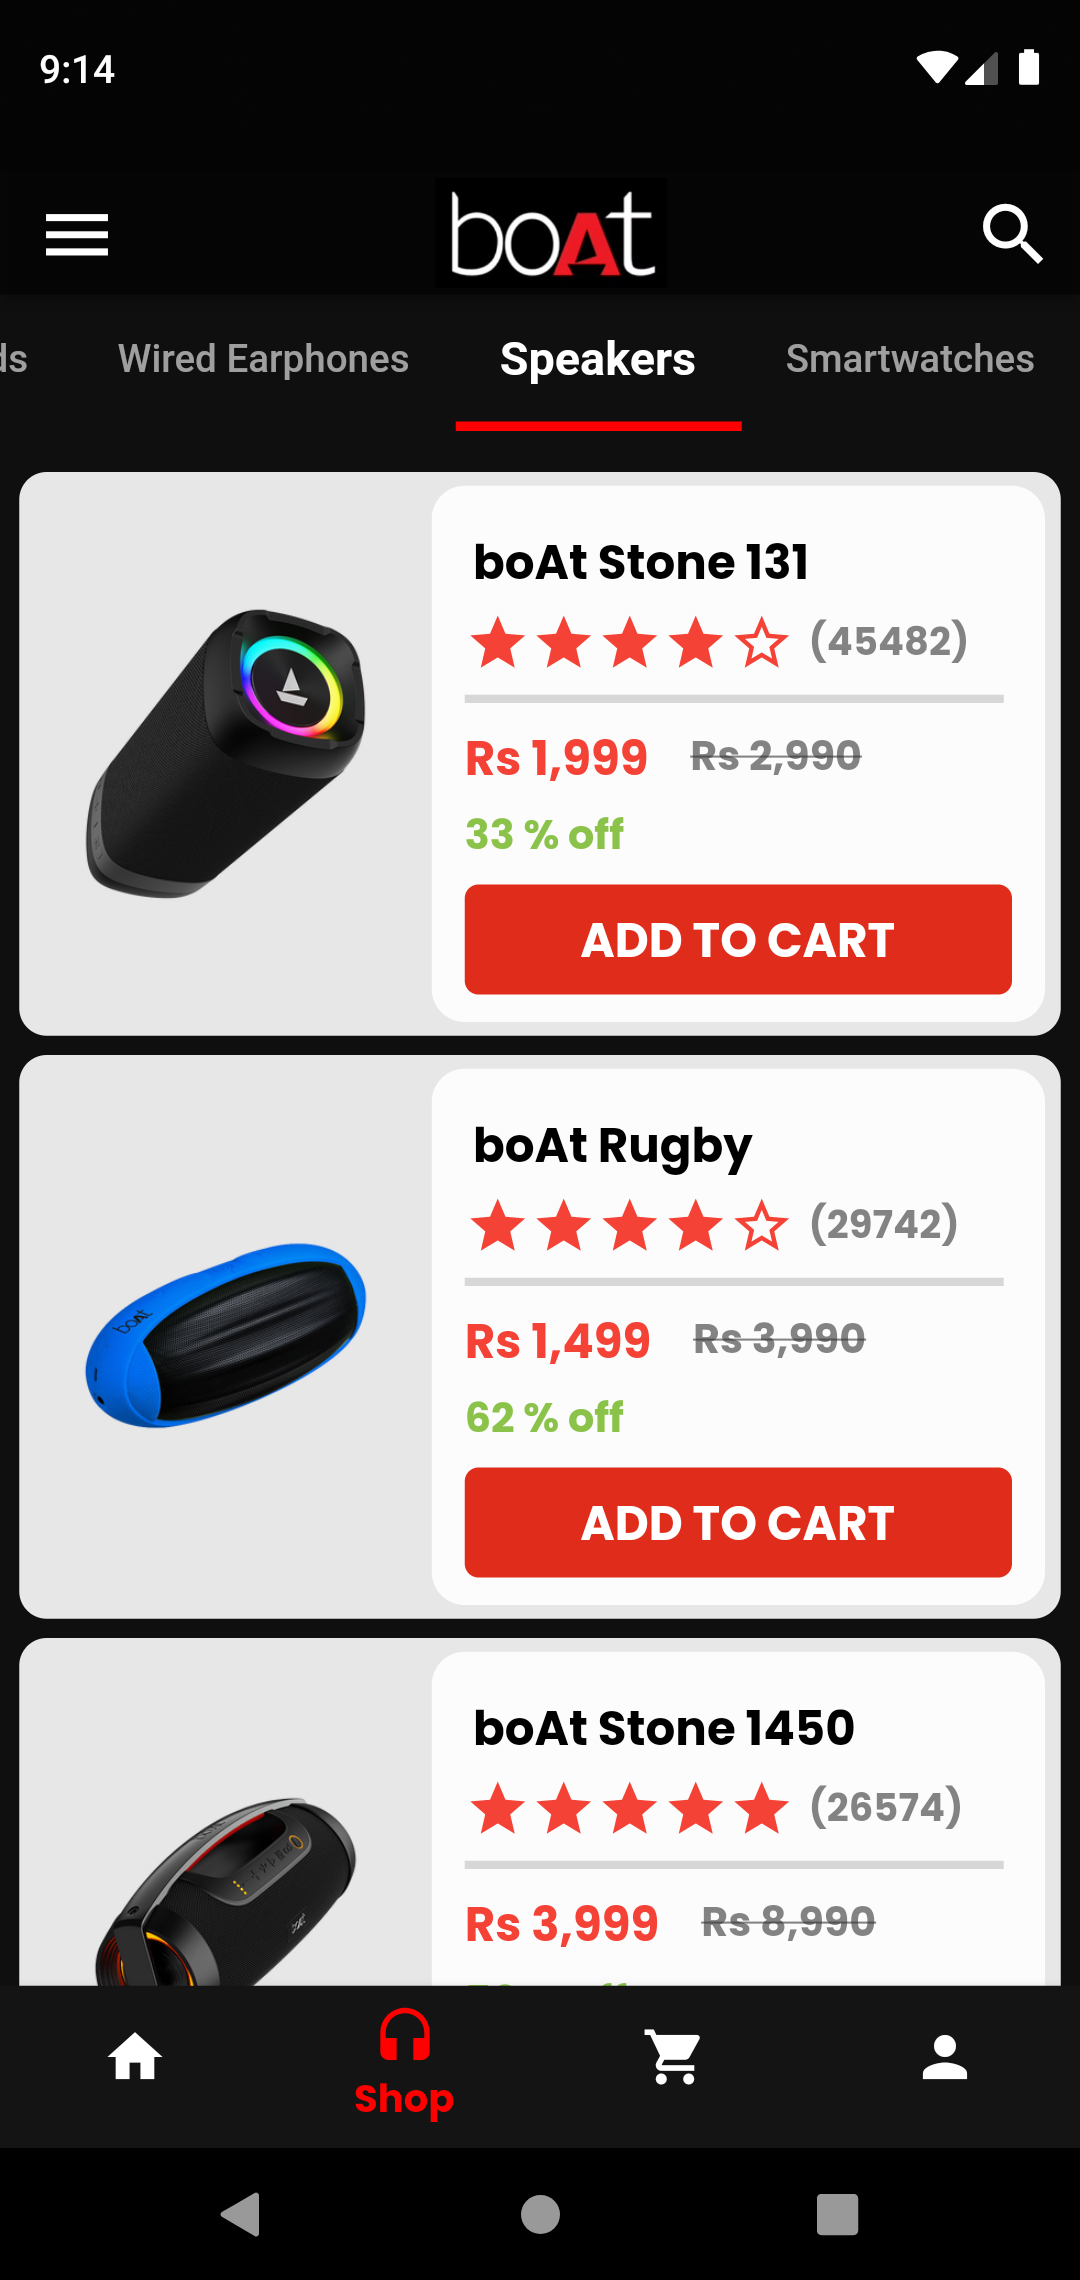 9:14
boAt
ds Wired Earphones Speakers Smartwatches
boAt Stone 131
(45482)
Rs 1,999 Rs 2,990
33 % off
ADD TO CART
boAt Rugby
(29742)
boAt
Rs 1,499 Rs 3,990
62 % off
ADD TO CART
boAt Stone 1450
(26574)
Rs 3,999 Rs 8,990
Shop